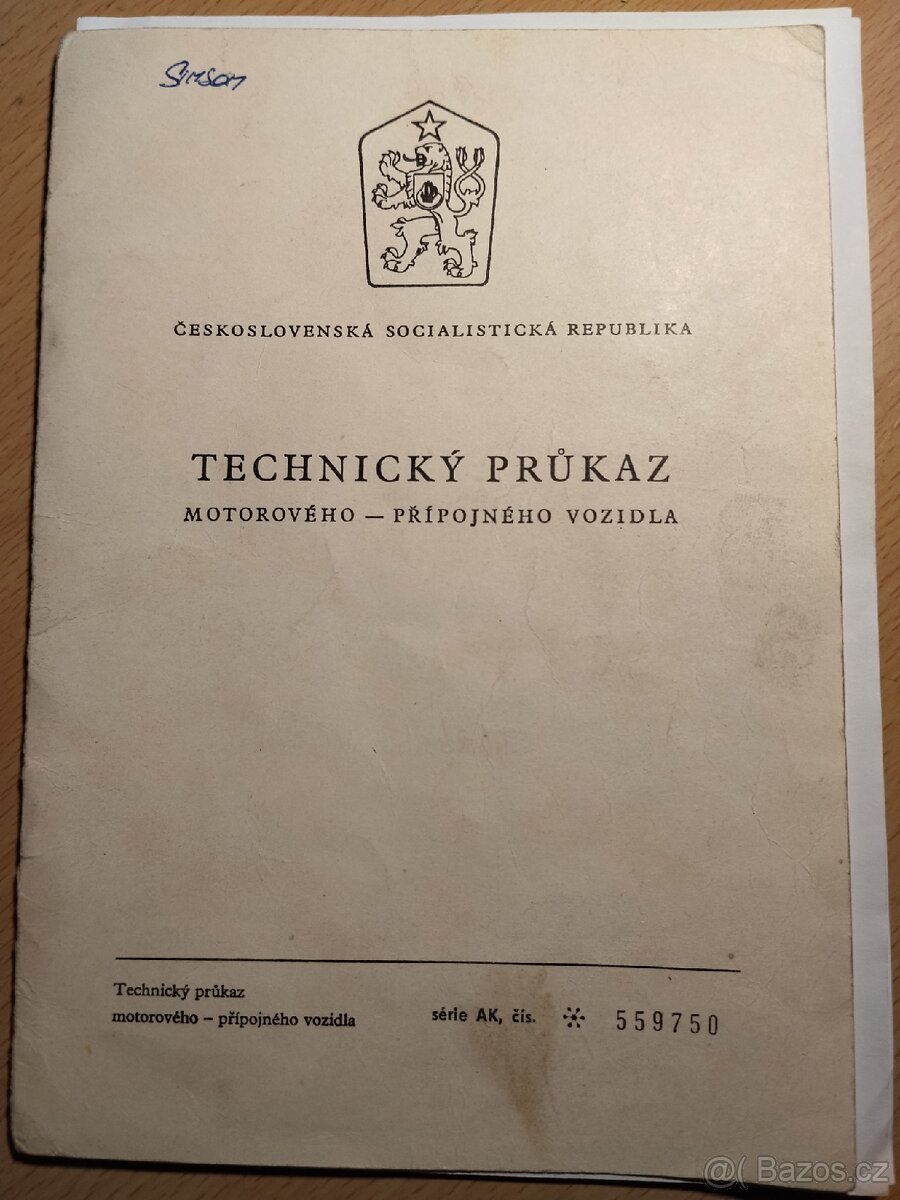 Simson
ČESKOSLOVENSKÁ SOCIALISTICKÁ REPUBLIKA
TECHNICKÝ PRŮKAZ
MOTOROVÉHO — PŘÍPOJNÉHO VOZIDLA
Technický průkaz
motorového – přípojného vozidla série AK, čís. 559750
@( Bazos.cz